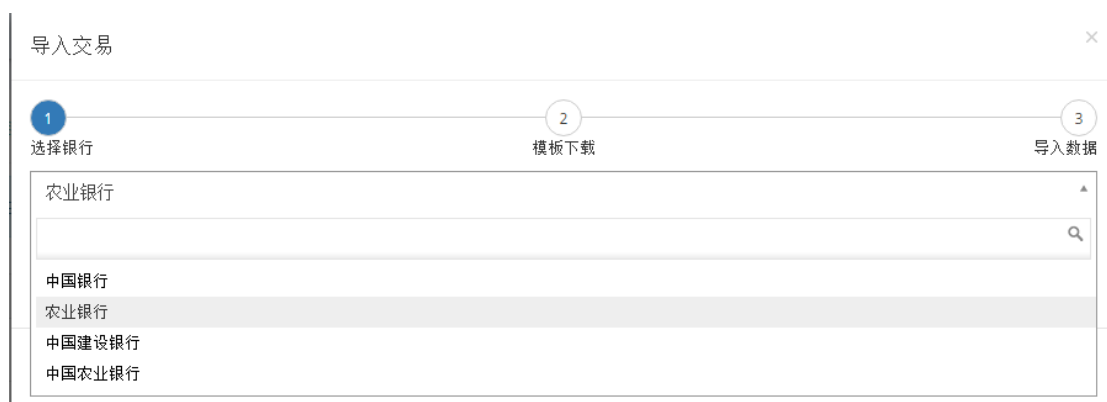 导入交易
×
1
2
3
选择银行
模板下载
导入数据
农业银行
中国银行
农业银行
中国建设银行
中国农业银行